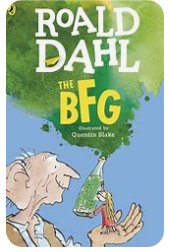 ROALD
DAHL
THE
BFG
Illustrated by
Quentin Blake